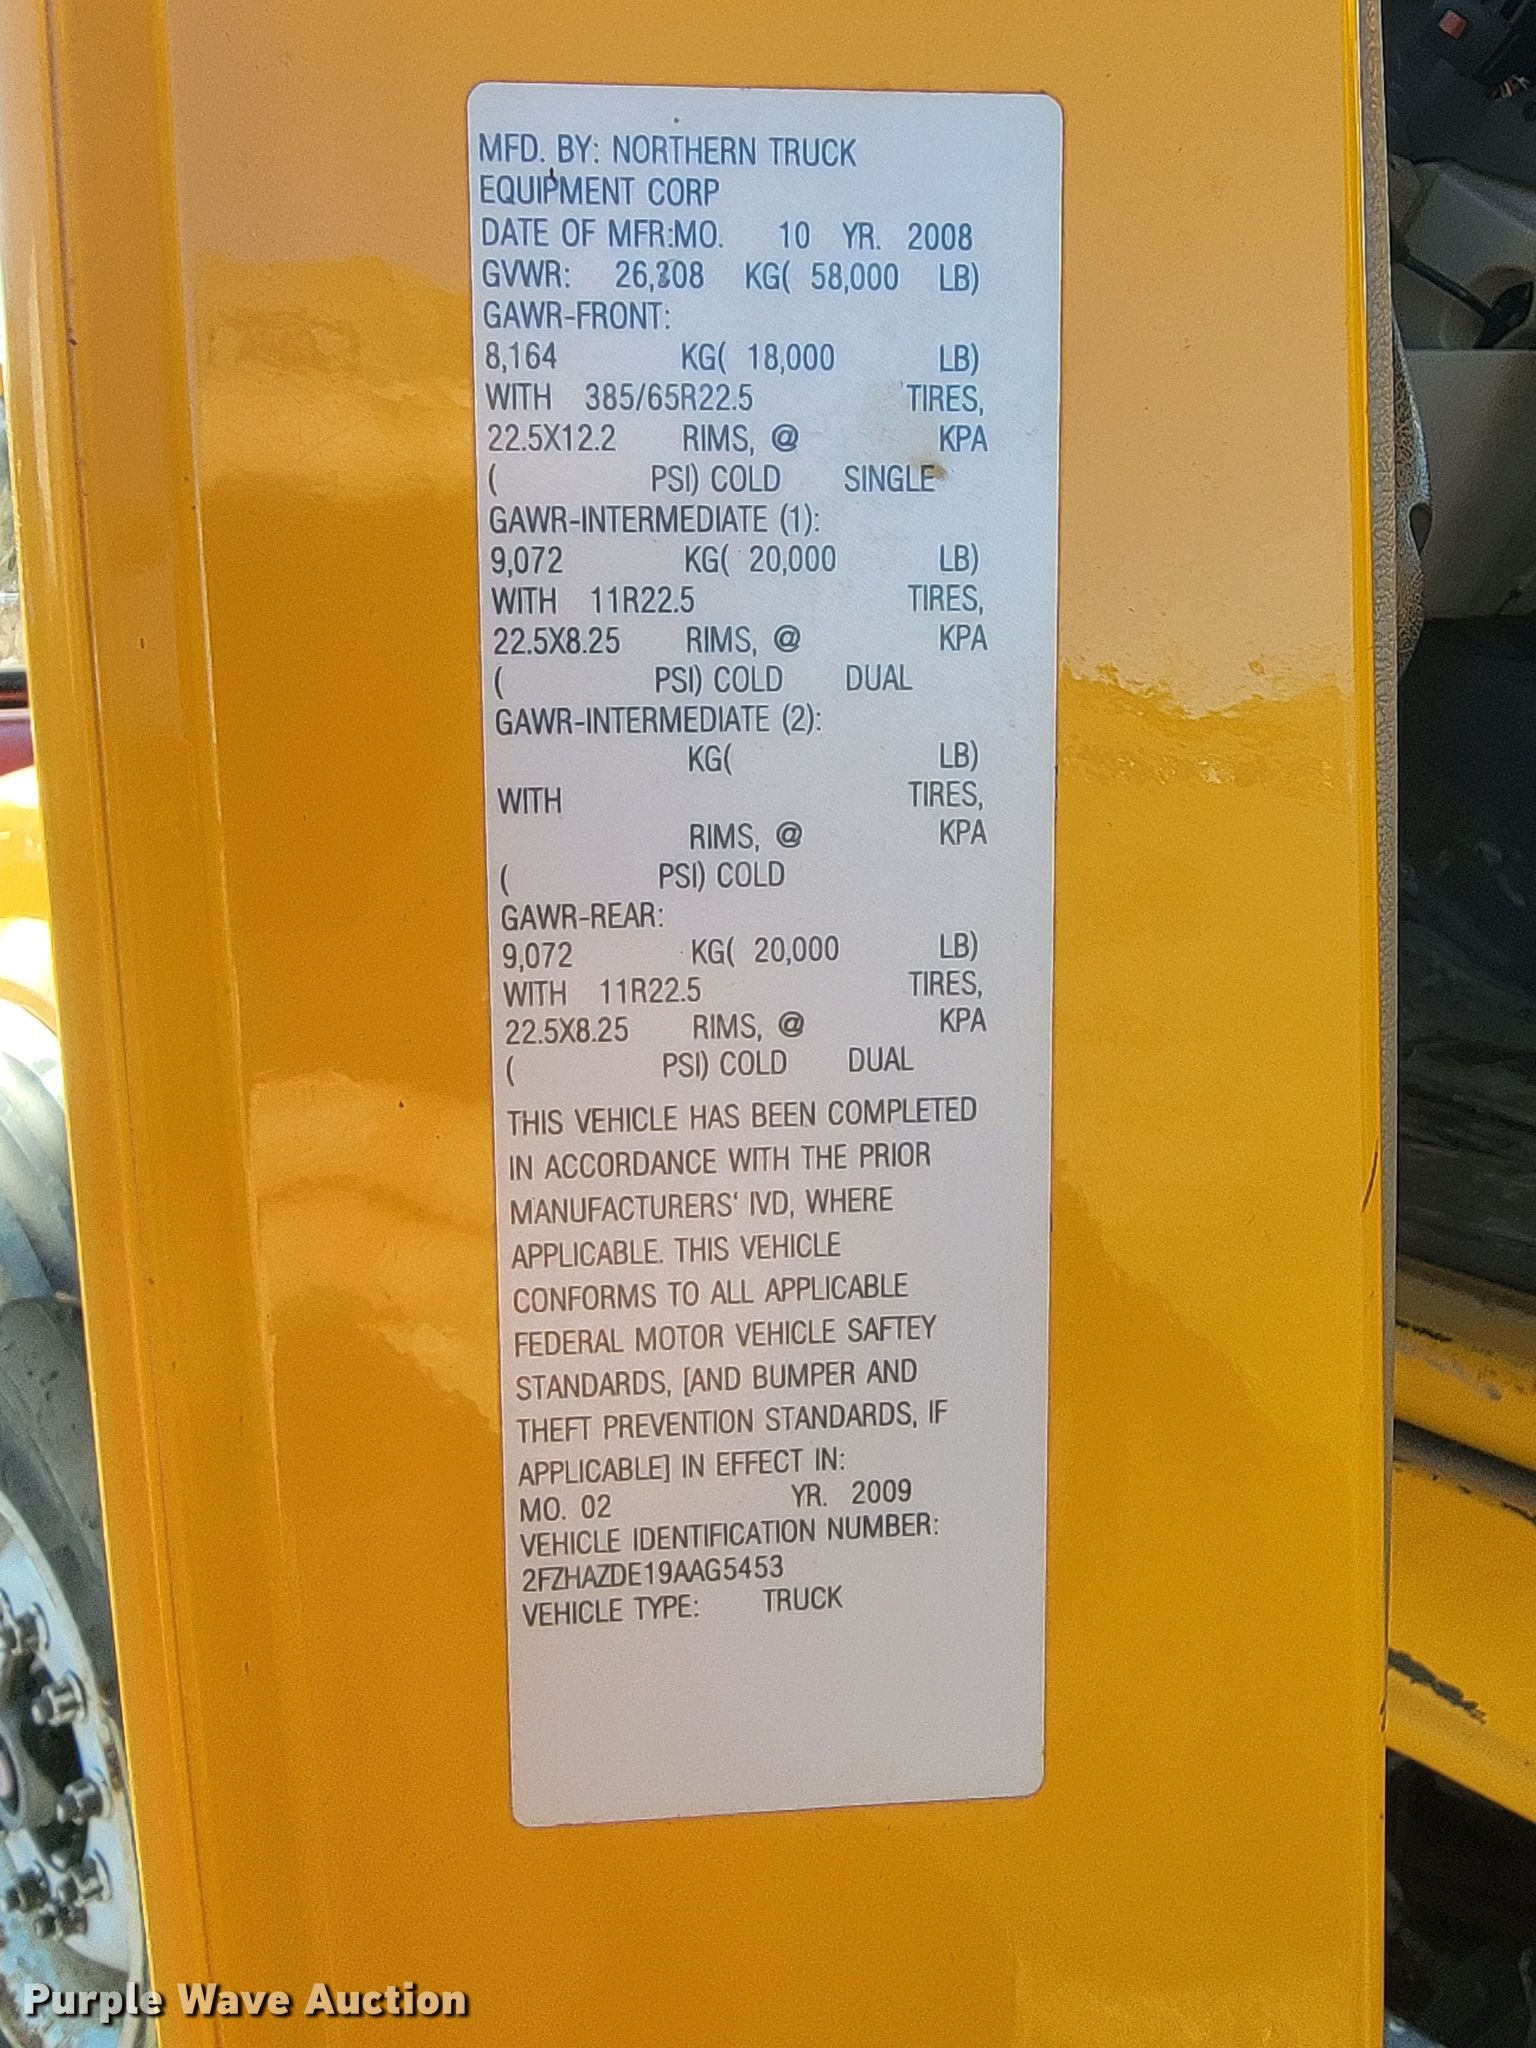 MFD. BY: NORTHERN TRUCK
EQUIPMENT CORP
DATE OF MFR:MO. 10 YR. 2008
GVWR: 26,308 KG( 58,000 LB)
GAWR-FRONT:
8,164 KG( 18,000 LB)
WITH 385/65R22.5 TIRES,
22.5X12.2 RIMS, @ KPA
( PSI) COLD SINGLE
GAWR-INTERMEDIATE (1):
9,072 KG( 20,000 LB)
WITH 11R22.5 TIRES,
22.5X8.25 RIMS, @ KPA
( PSI) COLD DUAL
GAWR-INTERMEDIATE (2):
KG( LB)
WITH TIRES,
RIMS, @ KPA
( PSI) COLD
GAWR-REAR:
9,072 KG( 20,000 LB)
WITH 11R22.5 TIRES,
22.5X8.25 RIMS, @ KPA
( PSI) COLD DUAL
THIS VEHICLE HAS BEEN COMPLETED
IN ACCORDANCE WITH THE PRIOR
MANUFACTURERS‘ IVD, WHERE
APPLICABLE. THIS VEHICLE
CONFORMS TO ALL APPLICABLE
FEDERAL MOTOR VEHICLE SAFTEY
STANDARDS, [AND BUMPER AND
THEFT PREVENTION STANDARDS, IF
APPLICABLE] IN EFFECT IN:
MO. 02 YR. 2009
VEHICLE IDENTIFICATION NUMBER:
2FZHAZDE19AAG5453
VEHICLE TYPE: TRUCK
Purple Wave Auction